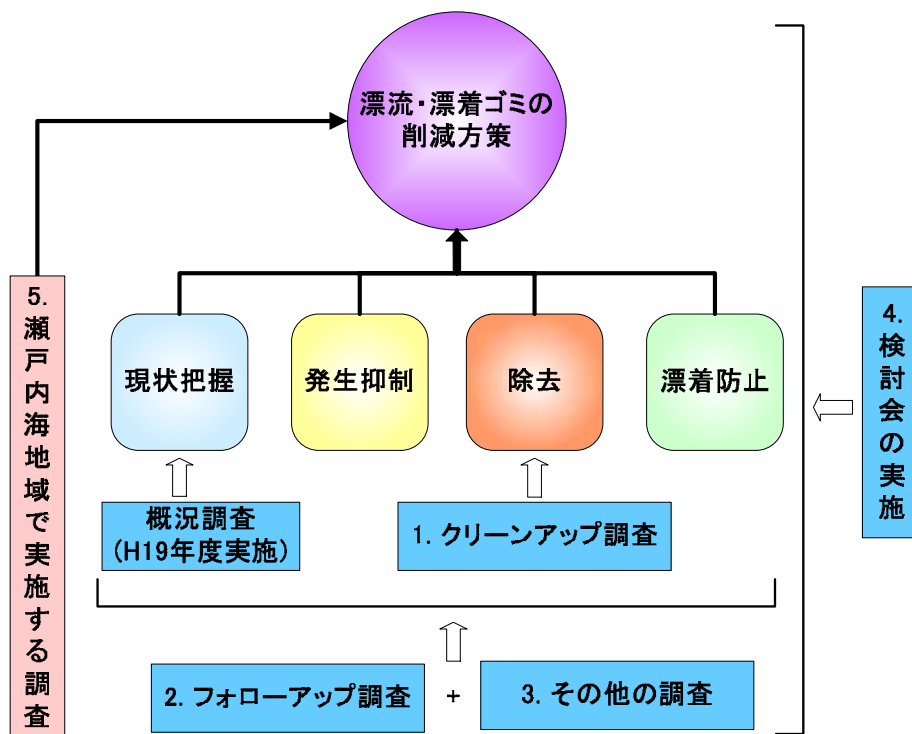 漂流・漂着ゴミの
削減方策
現状把握
発生抑制
除去
漂着防止
概況調査
(H19年度実施)
1. クリーンアップ調査
2. フォローアップ調査
+
3. その他の調査
4. 検討会の実施
5. 瀬戸内海地域で実施する調査